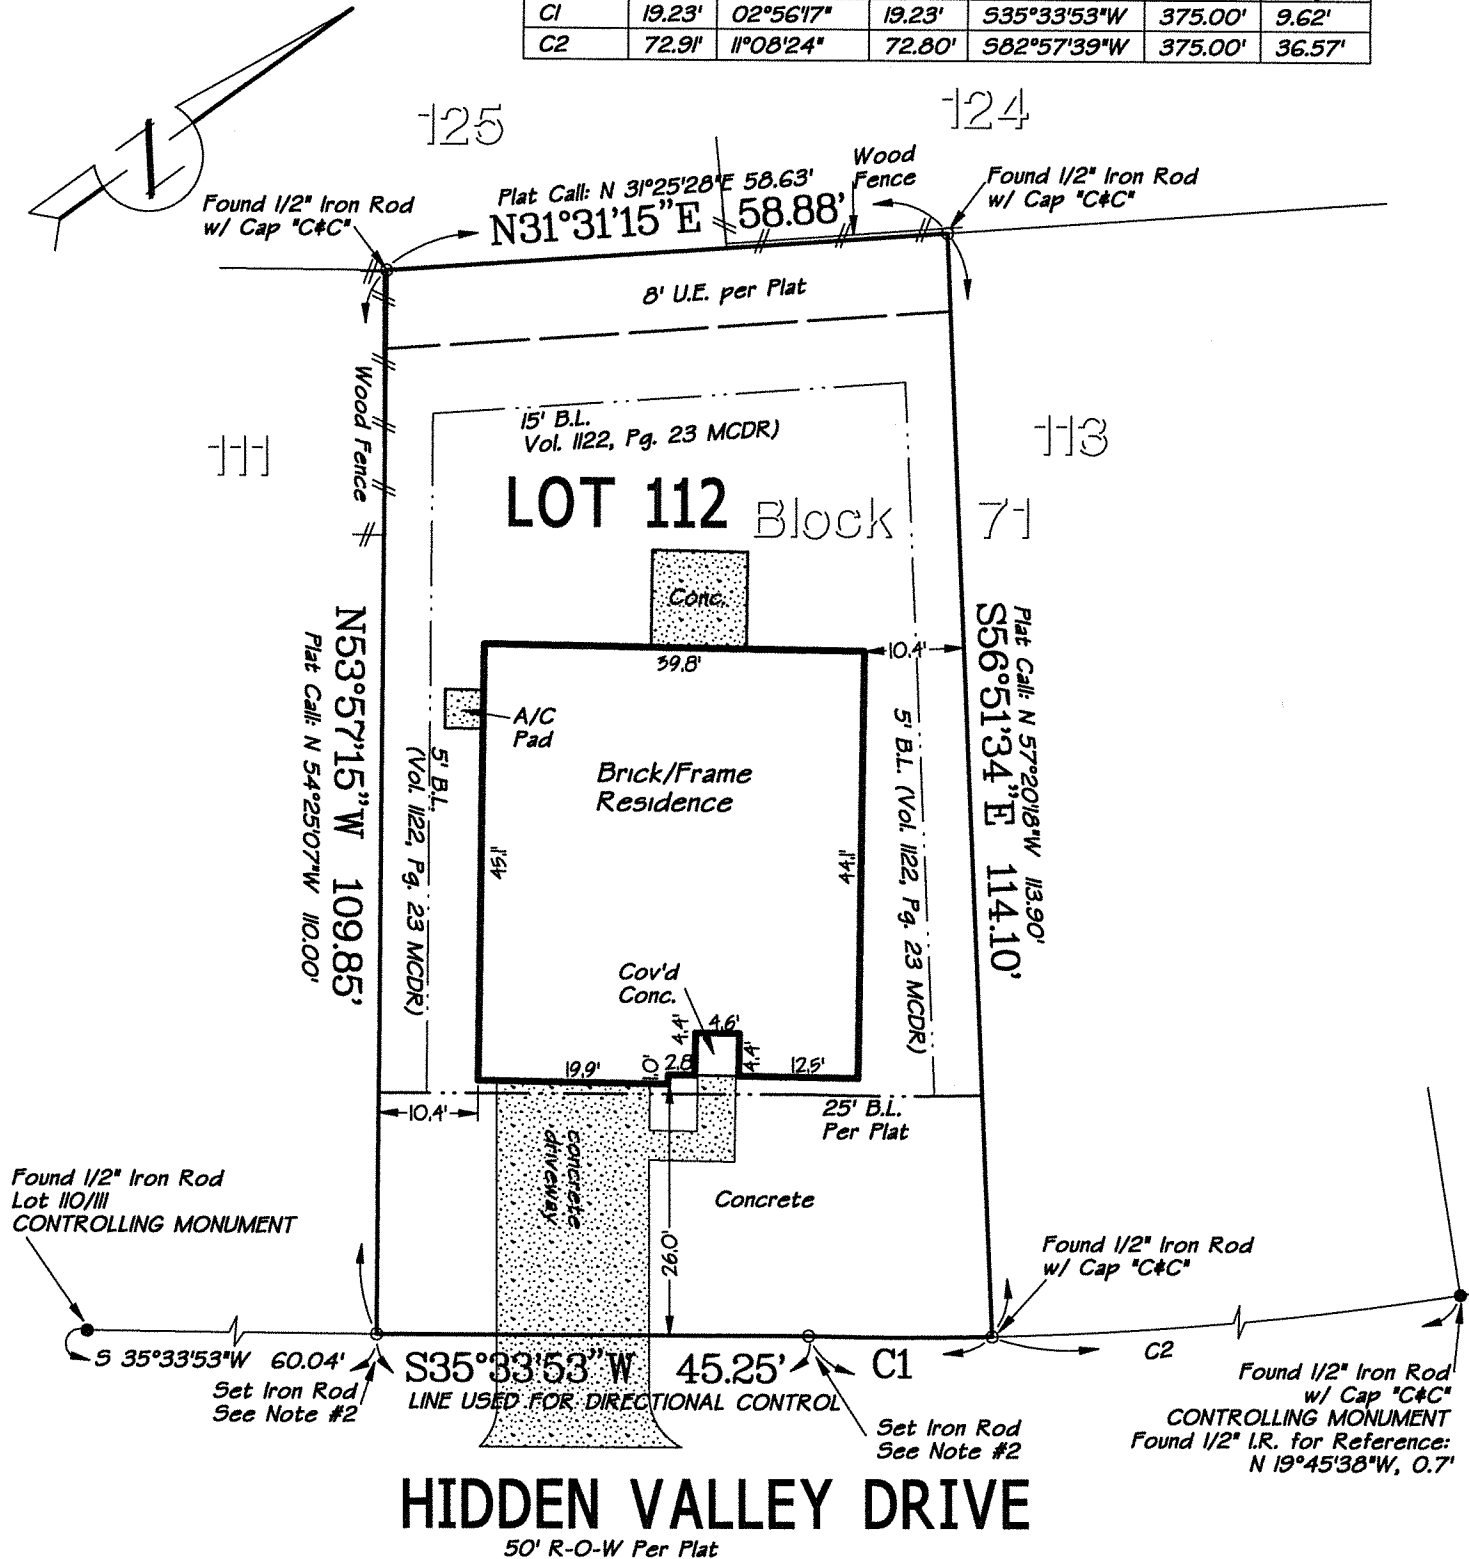 C1 19.23' 02°56'17" 19.23' S35°33'53"W 375.00' 9.62'
C2 72.91' 11°08'24" 72.80' S82°57'39"W 375.00' 36.57'
125
124
Wood
Fence
Found 1/2" Iron Rod
w/ Cap "C&C"
Plat Call: N 31°25'28"E 58.63'
N31°31'15"E 58.88'
Found 1/2" Iron Rod
w/ Cap "C&C"
8' U.E. per Plat
Wood Fence
15' B.L.
Vol. 1122, Pg. 23 MCDR)
111
113
LOT 112
Block 71
Conc.
39.8'
10.4'
N53°57'15"W 109.85'
Plat Call: N 54°25'07"W 110.00'
S56°51'34"E 114.10'
Plat Call: N 57°20'18"W 113.90'
A/C
Pad
5' B.L.
(Vol. 1122, Pg. 23 MCDR)
5' B.L. (Vol. 1122, Pg. 23 MCDR)
Brick/Frame
Residence
45.1'
44.1'
Cov'd
Conc.
4.4'
4.6'
4.4'
19.9'
1.0'
2.8'
12.5'
10.4'
25' B.L.
Per Plat
concrete
driveway
Concrete
26.0'
Found 1/2" Iron Rod
Lot 110/111
CONTROLLING MONUMENT
Found 1/2" Iron Rod
w/ Cap "C&C"
S 35°33'53"W 60.04'
S35°33'53"W 45.25'
C1
C2
LINE USED FOR DIRECTIONAL CONTROL
Set Iron Rod
See Note #2
Set Iron Rod
See Note #2
Found 1/2" Iron Rod
w/ Cap "C&C"
CONTROLLING MONUMENT
Found 1/2" I.R. for Reference:
N 19°45'38"W, 0.7'
HIDDEN VALLEY DRIVE
50' R-O-W Per Plat